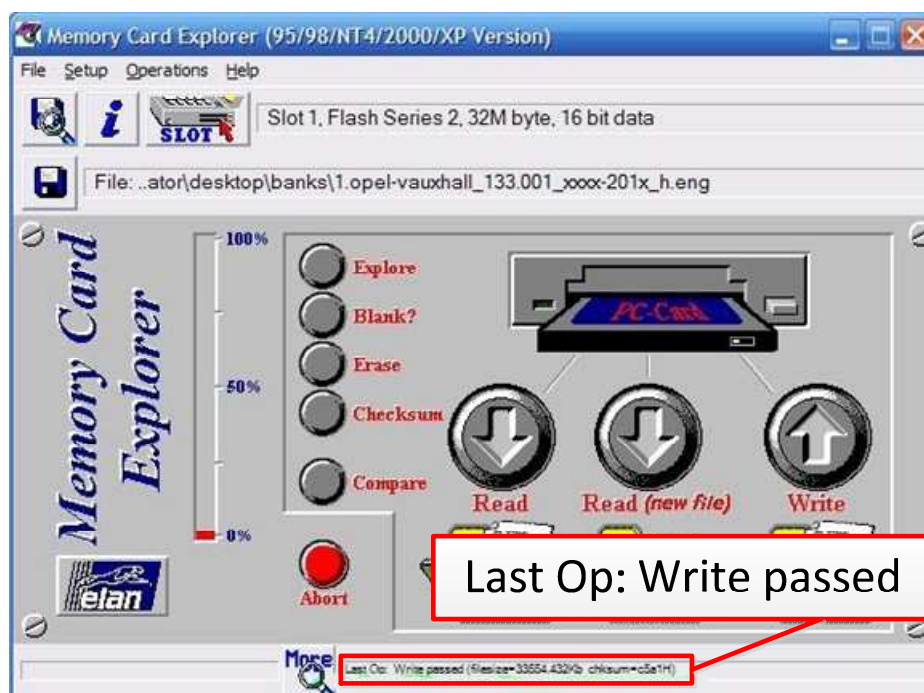 Memory Card Explorer (95/98/NT4/2000/XP Version)
File Setup Operations Help
SLOT
Slot 1, Flash Series 2, 32M byte, 16 bit data
File: ..ator\desktop\banks\1.opel-vauxhall_133.001_xxxx-201x_h.eng
Memory Card
Explorer
100%
50%
0%
Explore
Blank?
Erase
Checksum
Compare
Abort
PC-Card
Read
Read (new file)
Write
elan
Last Op: Write passed
More
Last Op: Write passed (filesize=33554.432Kb chksum=c5a1H)